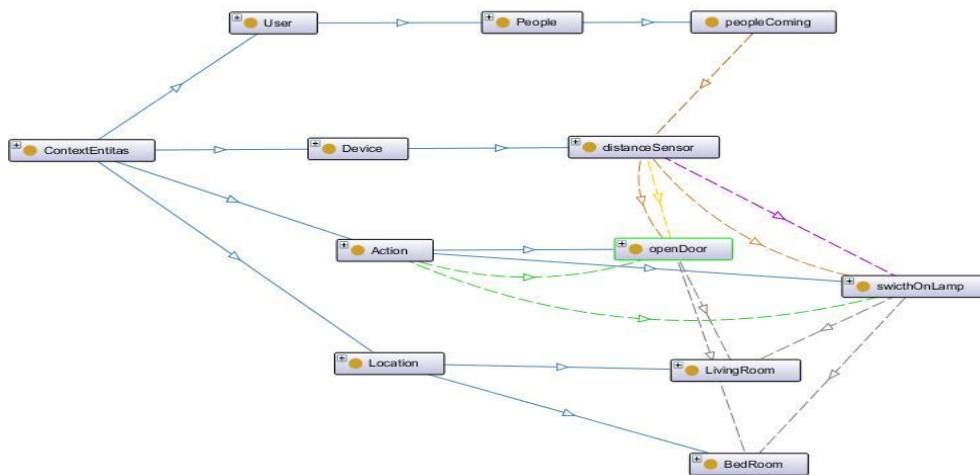 User
People
peopleComing
ContextEntitas
Device
distanceSensor
Action
openDoor
swicthOnLamp
Location
LivingRoom
BedRoom